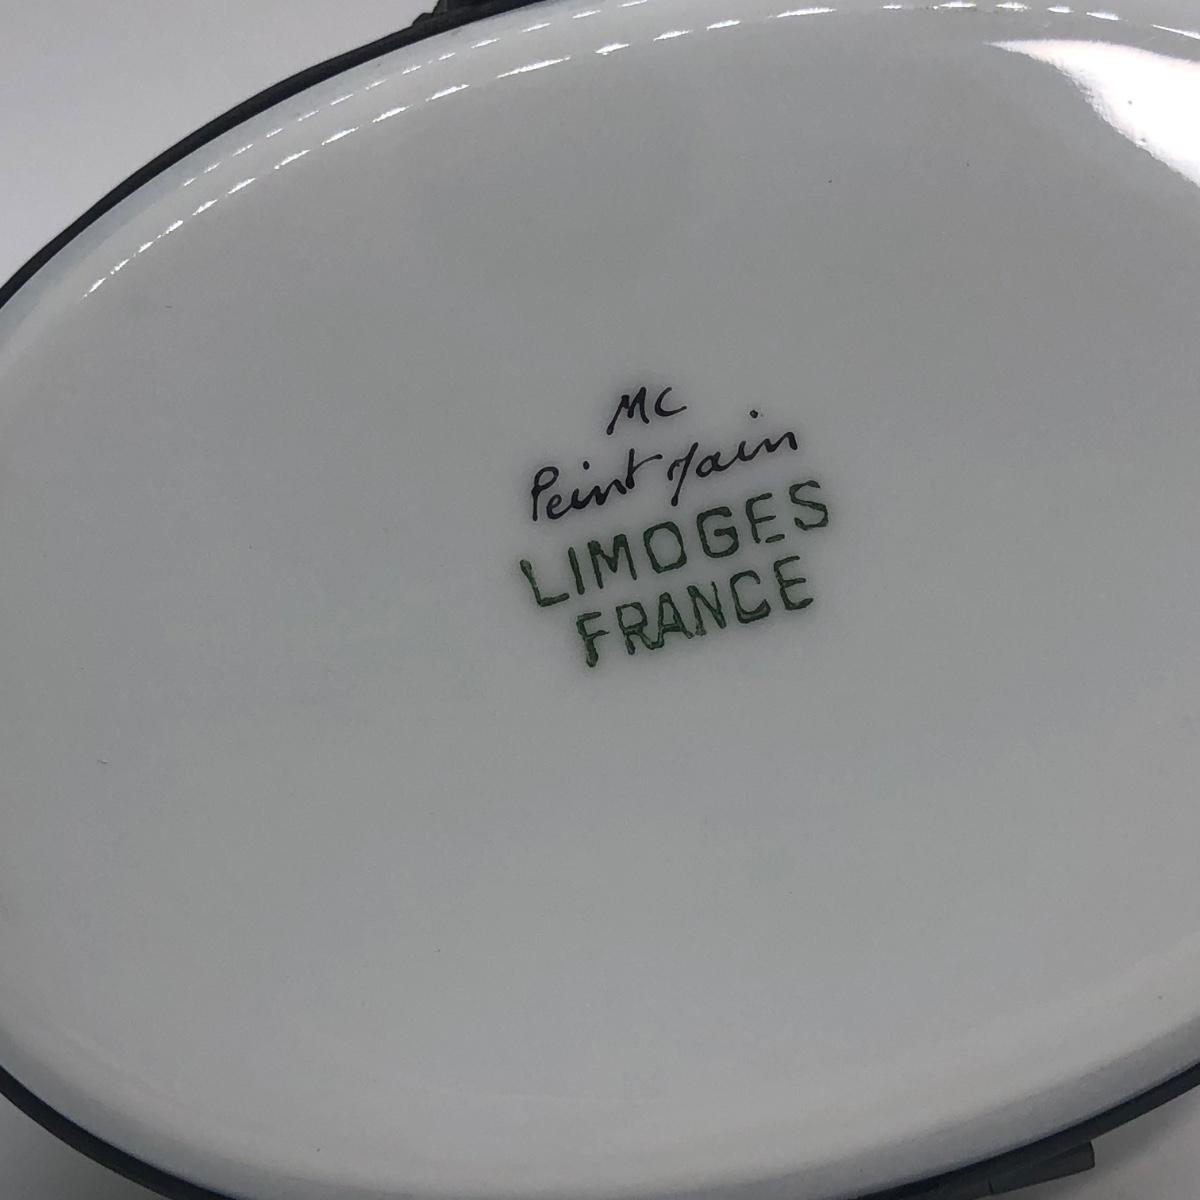 MC
Peint Main
LIMOGES
FRANCE